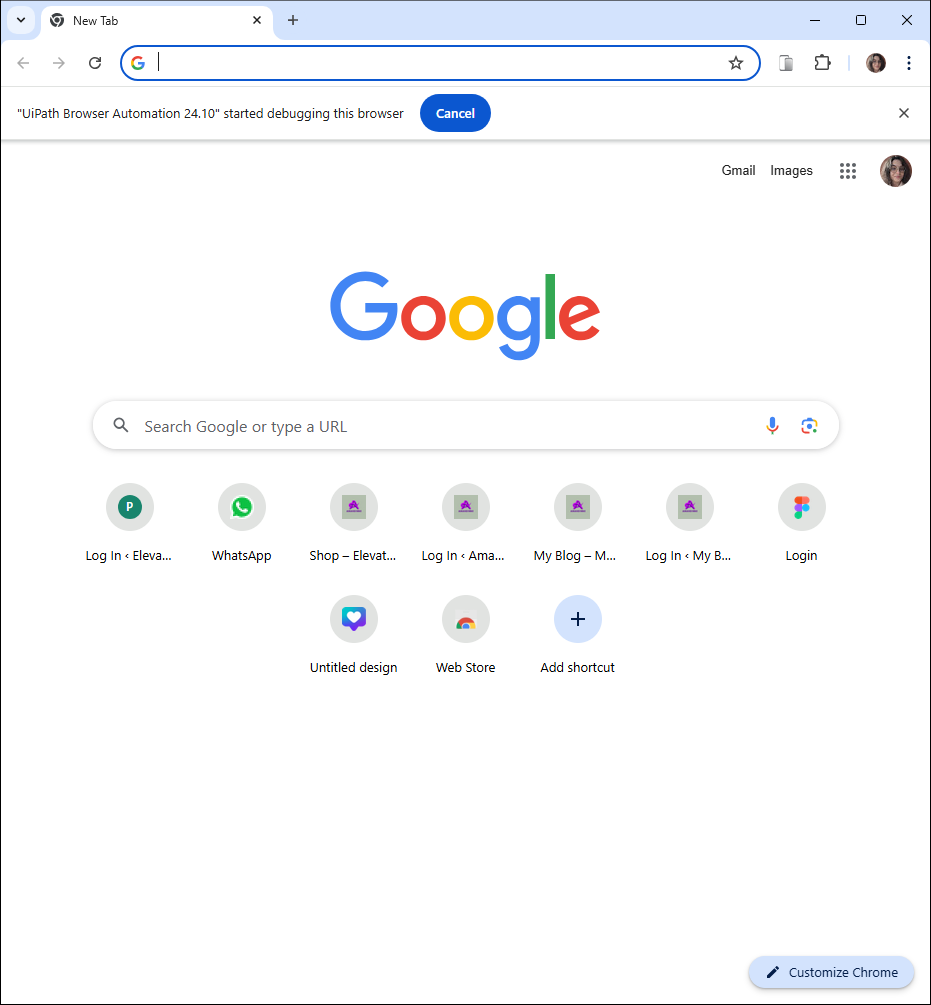 New Tab
"UiPath Browser Automation 24.10" started debugging this browser
Cancel
Gmail
Images
Google
Search Google or type a URL
P
Log In ‹ Eleva...
WhatsApp
Shop – Elevat...
Log In ‹ Ama...
My Blog – M...
Log In ‹ My B...
Login
Untitled design
Web Store
Add shortcut
Customize Chrome